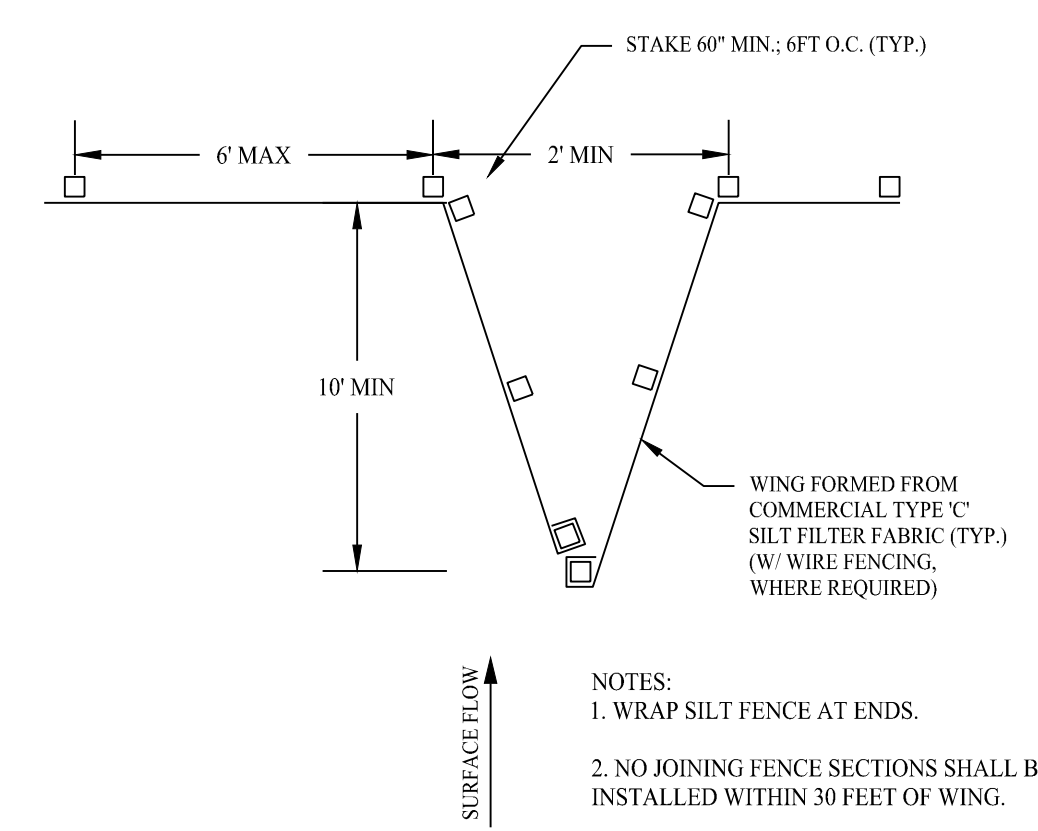 STAKE 60" MIN.; 6FT O.C. (TYP.)
6' MAX
2' MIN
10' MIN
WING FORMED FROM
COMMERCIAL TYPE 'C'
SILT FILTER FABRIC (TYP.)
(W/ WIRE FENCING,
WHERE REQUIRED)
SURFACE FLOW
NOTES:
1. WRAP SILT FENCE AT ENDS.
2. NO JOINING FENCE SECTIONS SHALL B
INSTALLED WITHIN 30 FEET OF WING.